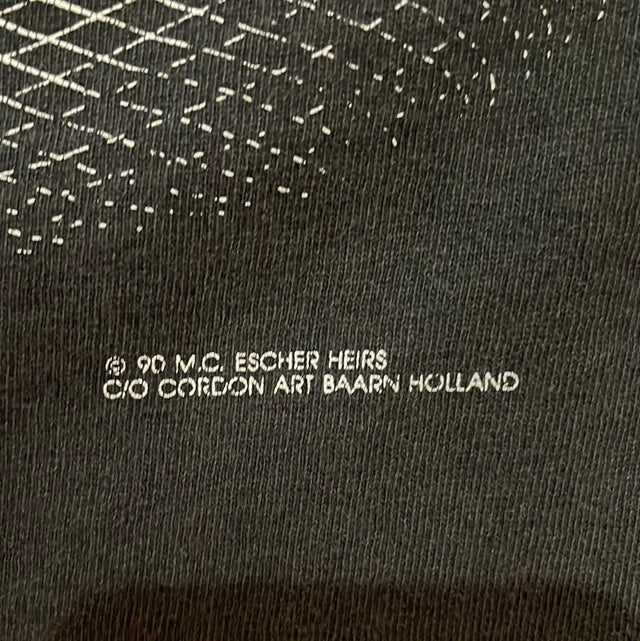 © 90 M.C. ESCHER HEIRS
C/O CORDON ART BAARN HOLLAND